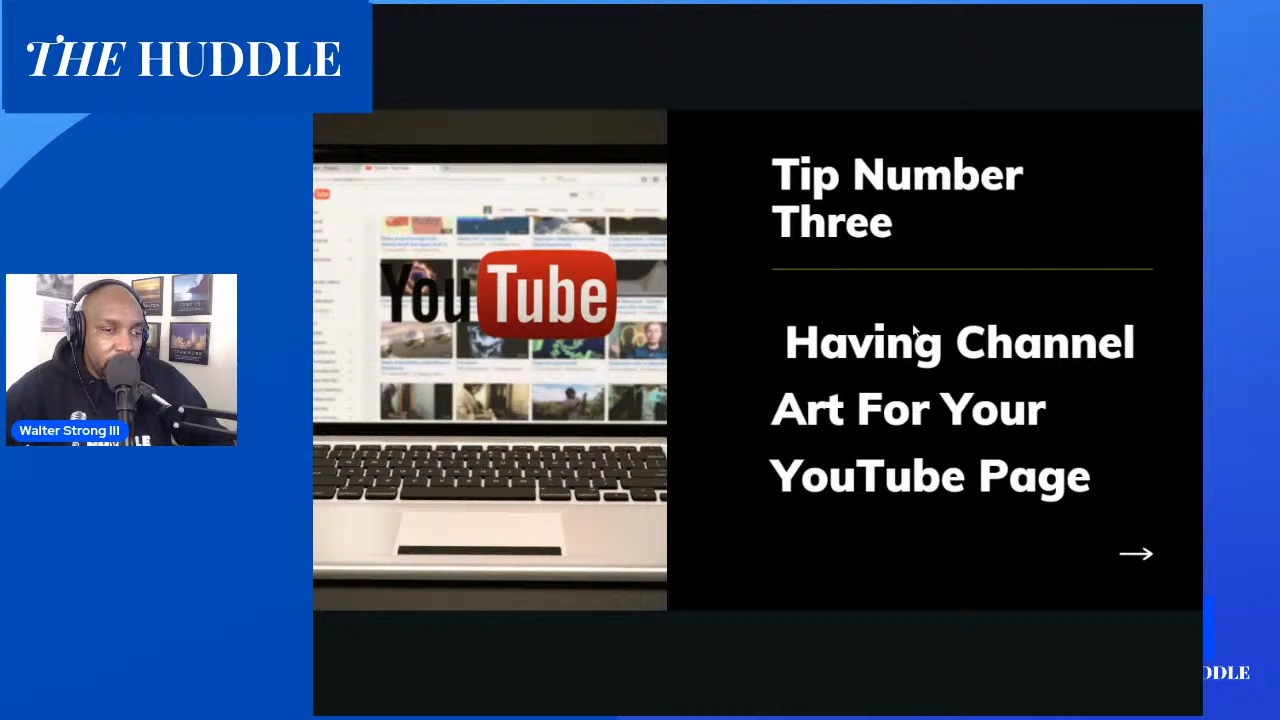 THE HUDDLE
Tip Number
Three
YouTube
Having Channel
Art For Your
YouTube Page
→
Walter Strong III
DDLE